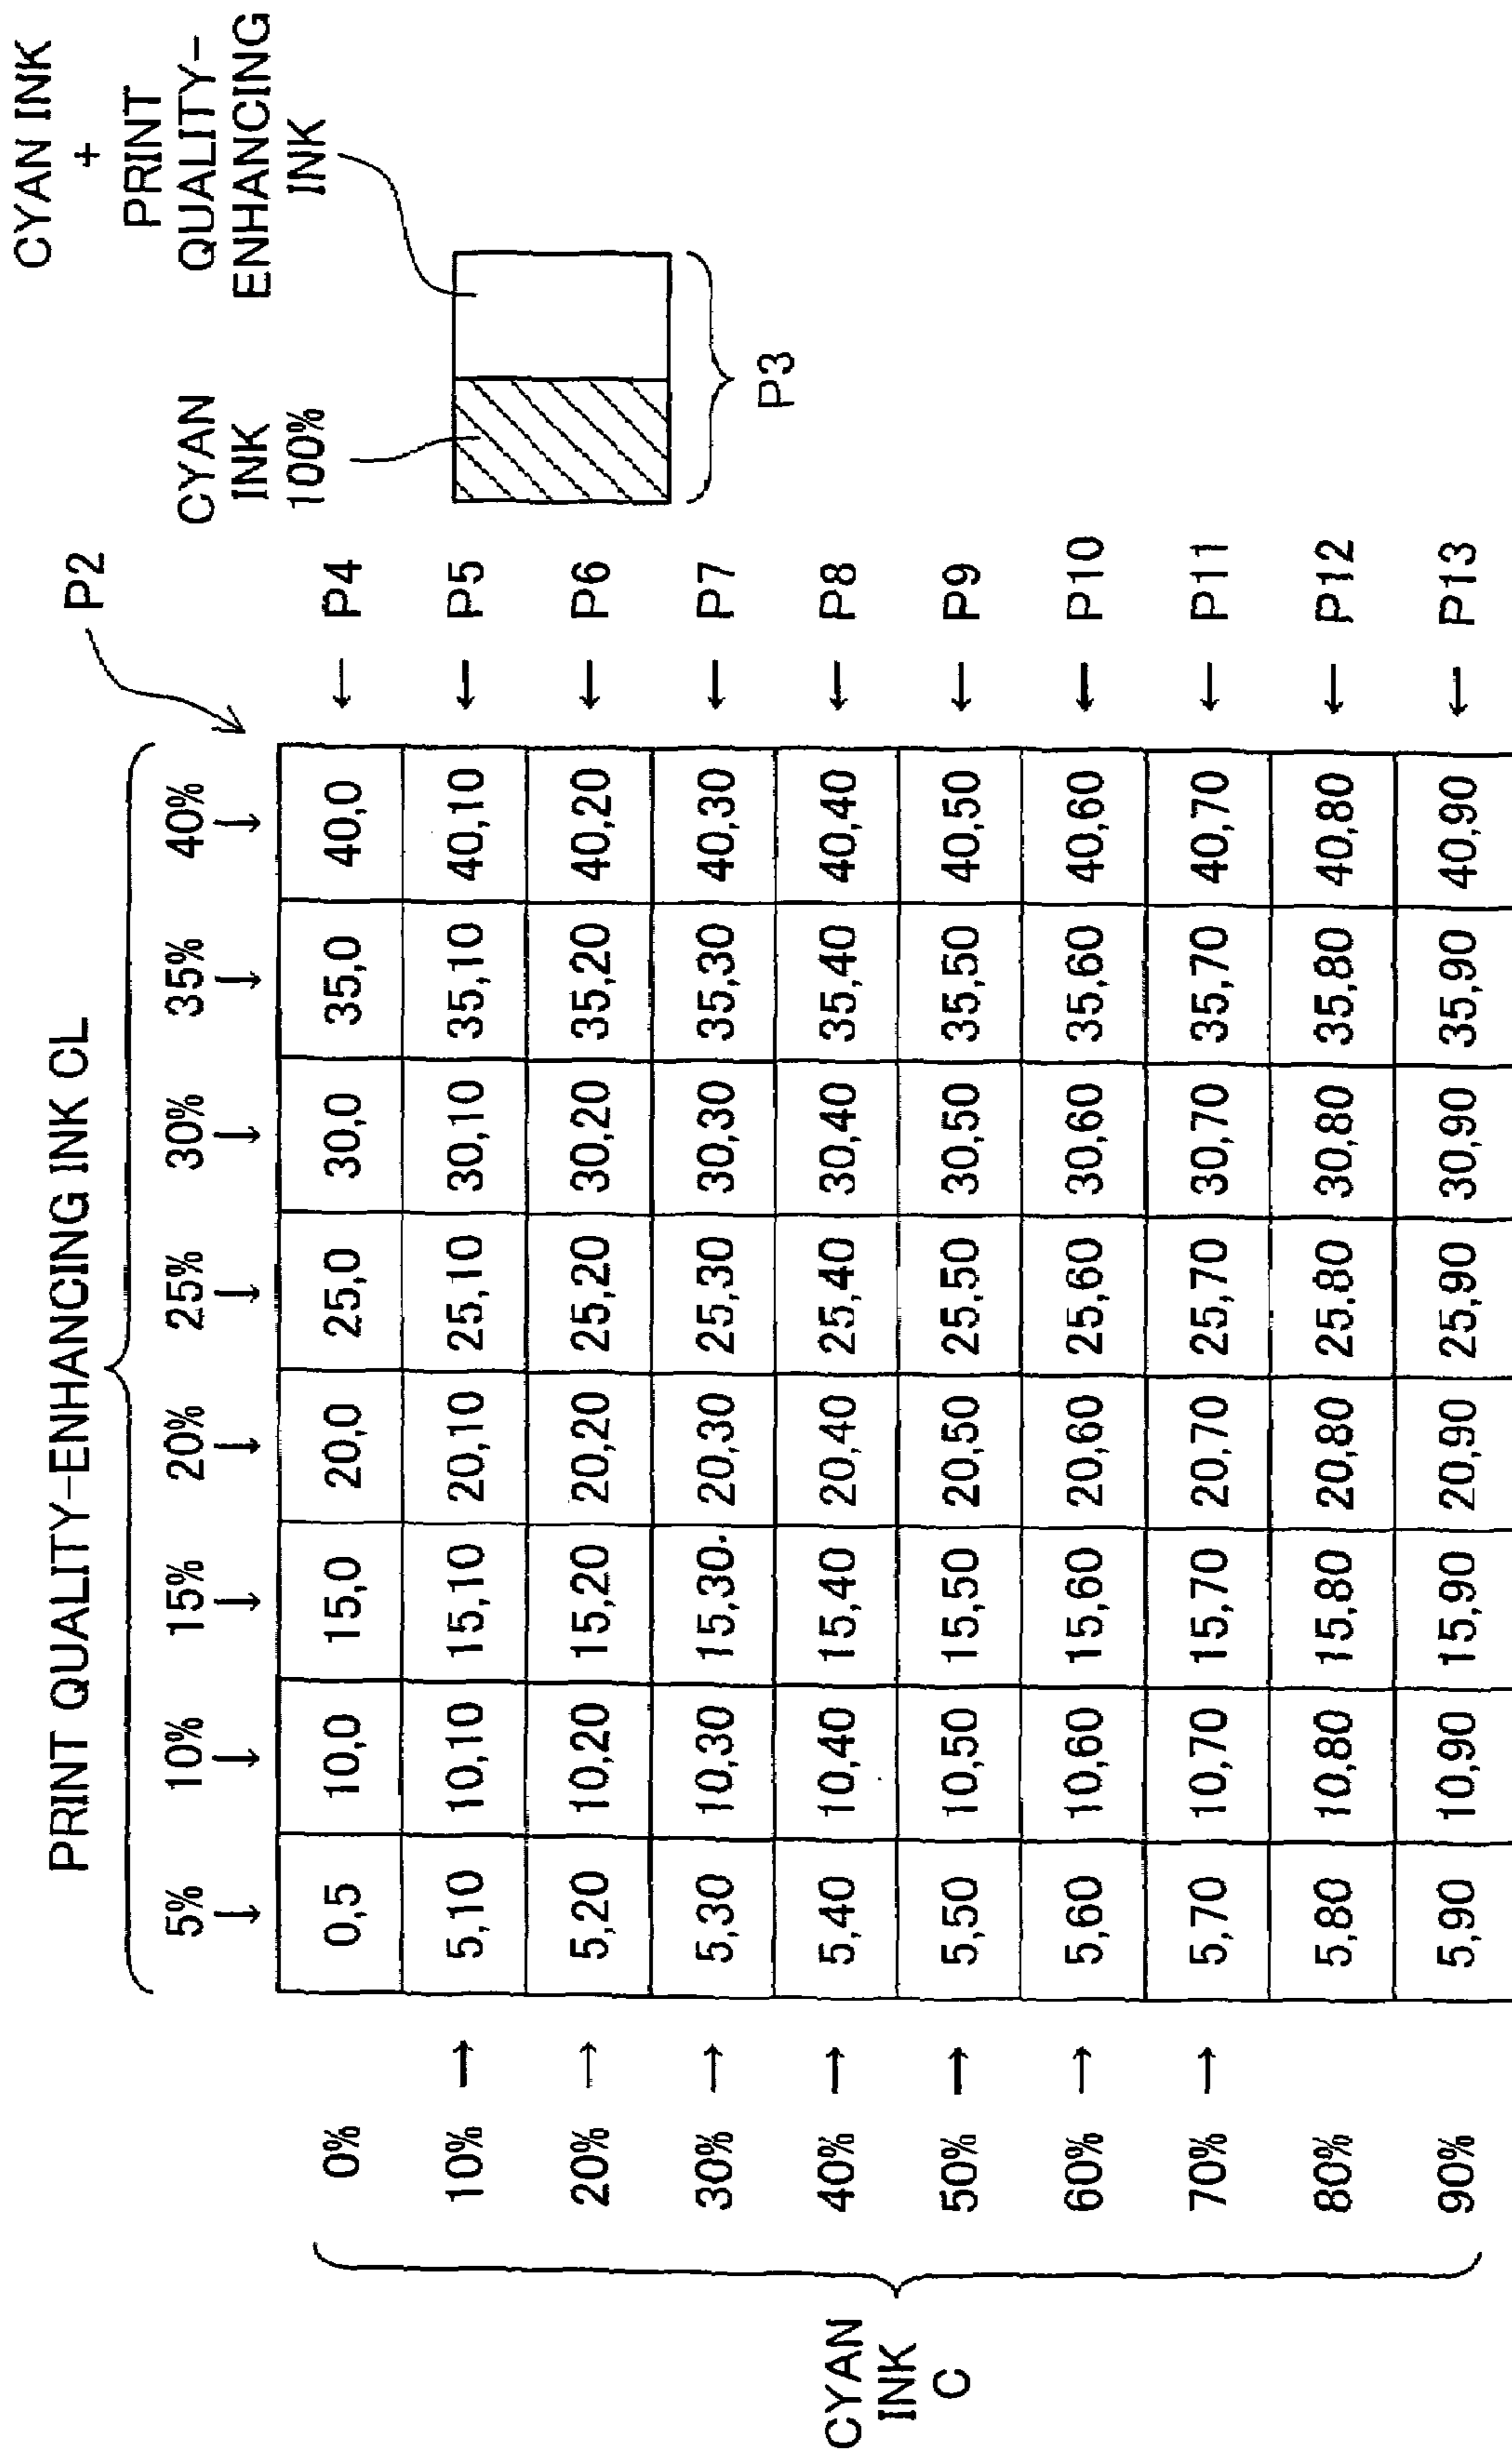 PRINT QUALITY-ENHANCING INK CL
5% 10% 15% 20% 25% 30% 35% 40%
P2
CYAN
INK
C
0% 0,5 10,0 15,0 20,0 25,0 30,0 35,0 40,0 ← P4
10% → 5,10 10,10 15,10 20,10 25,10 30,10 35,10 40,10 ← P5
20% → 5,20 10,20 15,20 20,20 25,20 30,20 35,20 40,20 ← P6
30% → 5,30 10,30 15,30 20,30 25,30 30,30 35,30 40,30 ← P7
40% → 5,40 10,40 15,40 20,40 25,40 30,40 35,40 40,40 ← P8
50% → 5,50 10,50 15,50 20,50 25,50 30,50 35,50 40,50 ← P9
60% → 5,60 10,60 15,60 20,60 25,60 30,60 35,60 40,60 ← P10
70% → 5,70 10,70 15,70 20,70 25,70 30,70 35,70 40,70 ← P11
80% 5,80 10,80 15,80 20,80 25,80 30,80 35,80 40,80 ← P12
90% 5,90 10,90 15,90 20,90 25,90 30,90 35,90 40,90 ← P13
CYAN
INK
100%
CYAN INK
+
PRINT
QUALITY-
ENHANCING
INK
P3